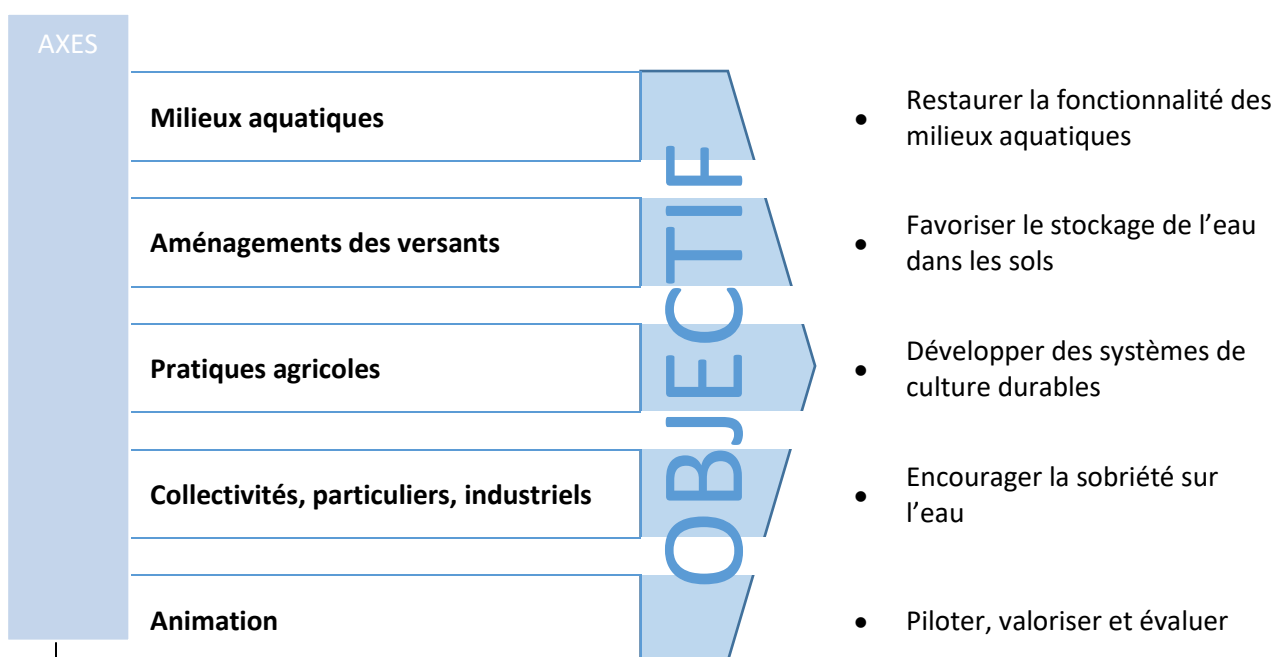 AXES
Milieux aquatiques
Aménagements des versants
Pratiques agricoles
Collectivités, particuliers, industriels
Animation
OBJECTIF
• Restaurer la fonctionnalité des
milieux aquatiques
• Favoriser le stockage de l’eau
dans les sols
• Développer des systèmes de
culture durables
• Encourager la sobriété sur
l’eau
• Piloter, valoriser et évaluer